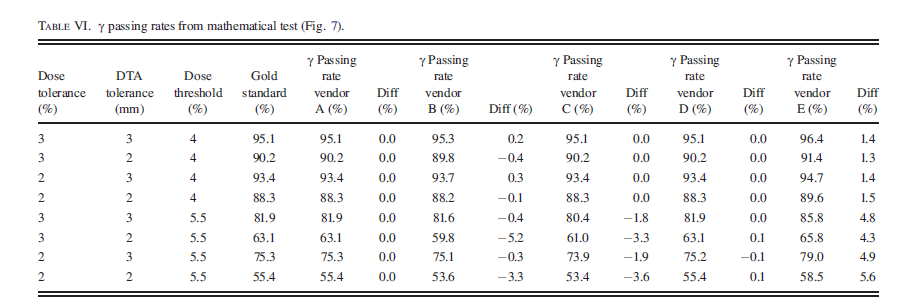 TABLE VI. γ passing rates from mathematical test (Fig. 7).
γ Passing γ Passing γ Passing γ Passing γ Passing
Dose DTA Dose Gold rate rate rate rate rate
tolerance tolerance threshold standard vendor Diff vendor vendor Diff vendor Diff vendor Diff
(%) (mm) (%) (%) A (%) (%) B (%) Diff (%) C (%) (%) D (%) (%) E (%) (%)
3 3 4 95.1 95.1 0.0 95.3 0.2 95.1 0.0 95.1 0.0 96.4 1.4
3 2 4 90.2 90.2 0.0 89.8 −0.4 90.2 0.0 90.2 0.0 91.4 1.3
2 3 4 93.4 93.4 0.0 93.7 0.3 93.4 0.0 93.4 0.0 94.7 1.4
2 2 4 88.3 88.3 0.0 88.2 −0.1 88.3 0.0 88.3 0.0 89.6 1.5
3 3 5.5 81.9 81.9 0.0 81.6 −0.4 80.4 −1.8 81.9 0.0 85.8 4.8
3 2 5.5 63.1 63.1 0.0 59.8 −5.2 61.0 −3.3 63.1 0.1 65.8 4.3
2 3 5.5 75.3 75.3 0.0 75.1 −0.3 73.9 −1.9 75.2 −0.1 79.0 4.9
2 2 5.5 55.4 55.4 0.0 53.6 −3.3 53.4 −3.6 55.4 0.1 58.5 5.6